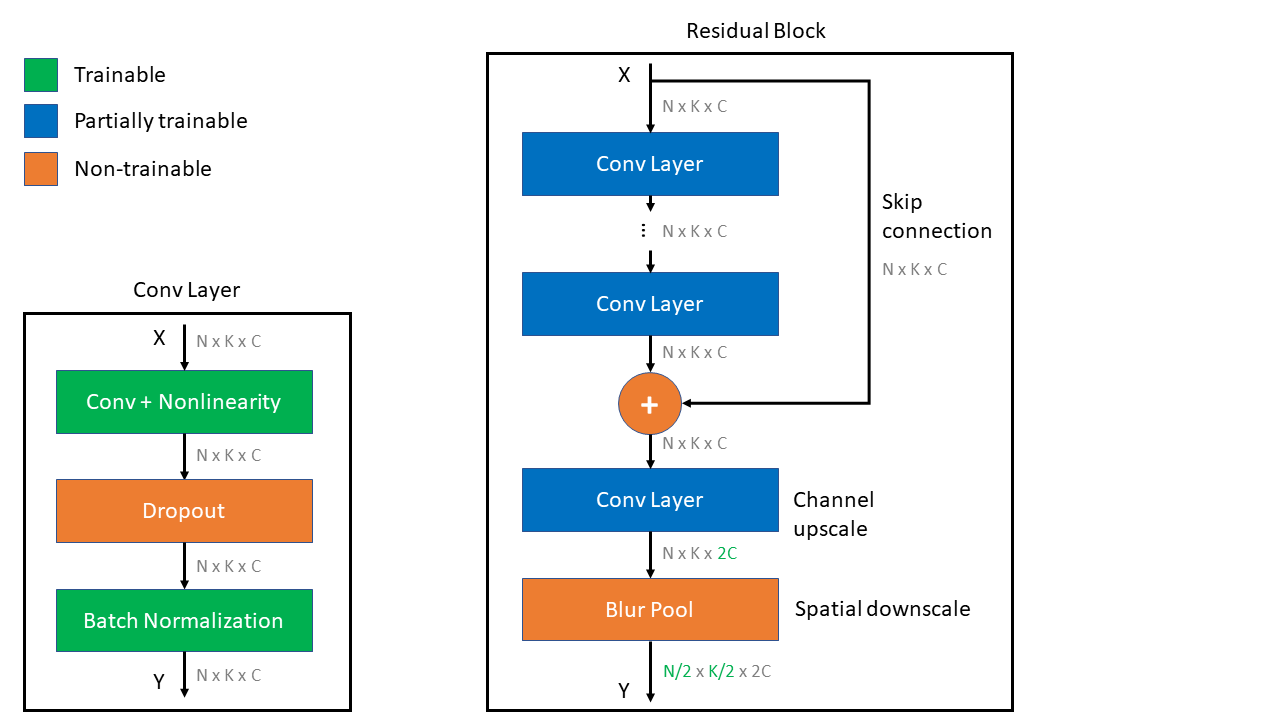 Trainable
Partially trainable
Non-trainable
Conv Layer
X
N x K x C
Conv + Nonlinearity
N x K x C
Dropout
N x K x C
Batch Normalization
Y
N x K x C
Residual Block
X
N x K x C
Conv Layer
...
N x K x C
Skip
connection
N x K x C
Conv Layer
N x K x C
+
N x K x C
Conv Layer
Channel
upscale
N x K x 2C
Blur Pool
Spatial downscale
N/2 x K/2 x 2C
Y